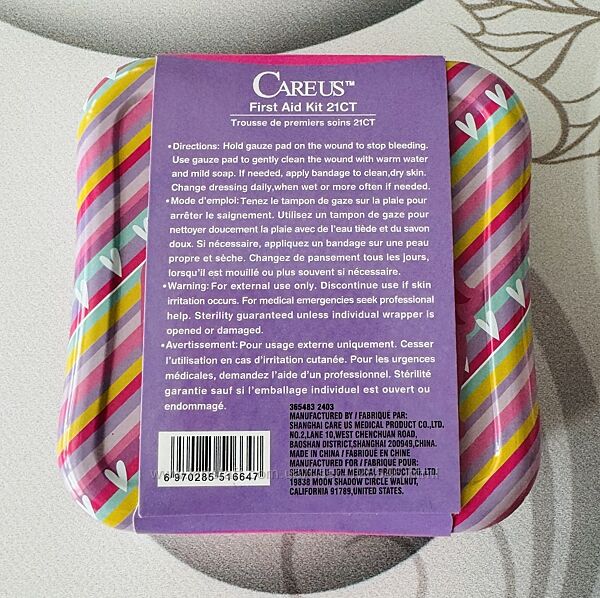 CARE US™
First Aid Kit 21CT
Trousse de premiers soins 21CT
•Directions: Hold gauze pad on the wound to stop bleeding.
Use gauze pad to gently clean the wound with warm water
and mild soap. If needed, apply bandage to clean,dry skin.
Change dressing daily,when wet or more often if needed.
•Mode d'emploi: Tenez le tampon de gaze sur la plaie pour
arrêter le saignement. Utilisez un tampon de gaze pour
nettoyer doucement la plaie avec de l'eau tiède et du savon
doux. Si nécessaire, appliquez un bandage sur une peau
propre et sèche. Changez de pansement tous les jours,
lorsqu'il est mouillé ou plus souvent si nécessaire.
•Warning: For external use only. Discontinue use if skin
irritation occurs. For medical emergencies seek professional
help. Sterility guaranteed unless individual wrapper is
opened or damaged.
•Avertissement: Pour usage externe uniquement. Cesser
l'utilisation en cas d'irritation cutanée. Pour les urgences
médicales, demandez l'aide d'un professionnel. Stérilité
garantie sauf si l'emballage individuel est ouvert ou
endommagé.
365483 2403
MANUFACTURED BY / FABRIQUE PAR:
SHANGHAI CARE US MEDICAL PRODUCT CO.,LTD.
NO.2,LANE 10,WEST CHENCHUAN ROAD,
BAOSHAN DISTRICT,SHANGHAI 200949,CHINA.
MADE IN CHINA / FABRIQUÉ EN CHINE
MANUFACTURED FOR / FABRIQUÉ POUR:
SHANGHAI E-JON MEDICAL PRODUCT CO.,LTD.
19838 MOON SHADOW CIRCLE WALNUT,
CALIFORNIA 91789,UNITED STATES.
6 970285 516647